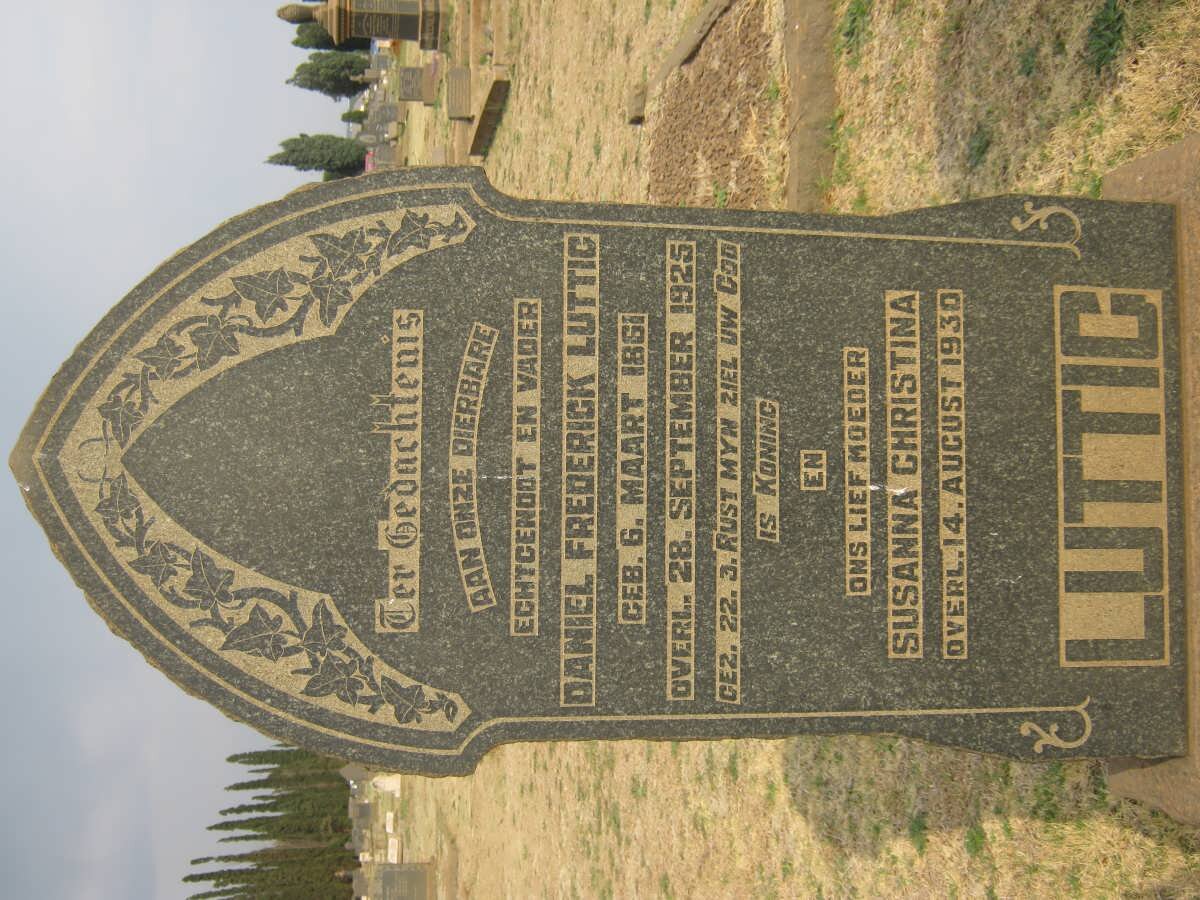 Ter Gedachtenis
AAN ONZE DIERBARE
ECHTGENOOT EN VADER
DANIEL FREDERICK LUTTIG
GEB. 6. MAART 1861
OVERL. 28. SEPTEMBER 1925
GEZ. 22. 3. RUST MYN ZIEL UW GOD
IS KONING
EN
ONS LIEF MOEDER
SUSANNA CHRISTINA
OVERL. 14. AUGUST 1930
LUTTIG